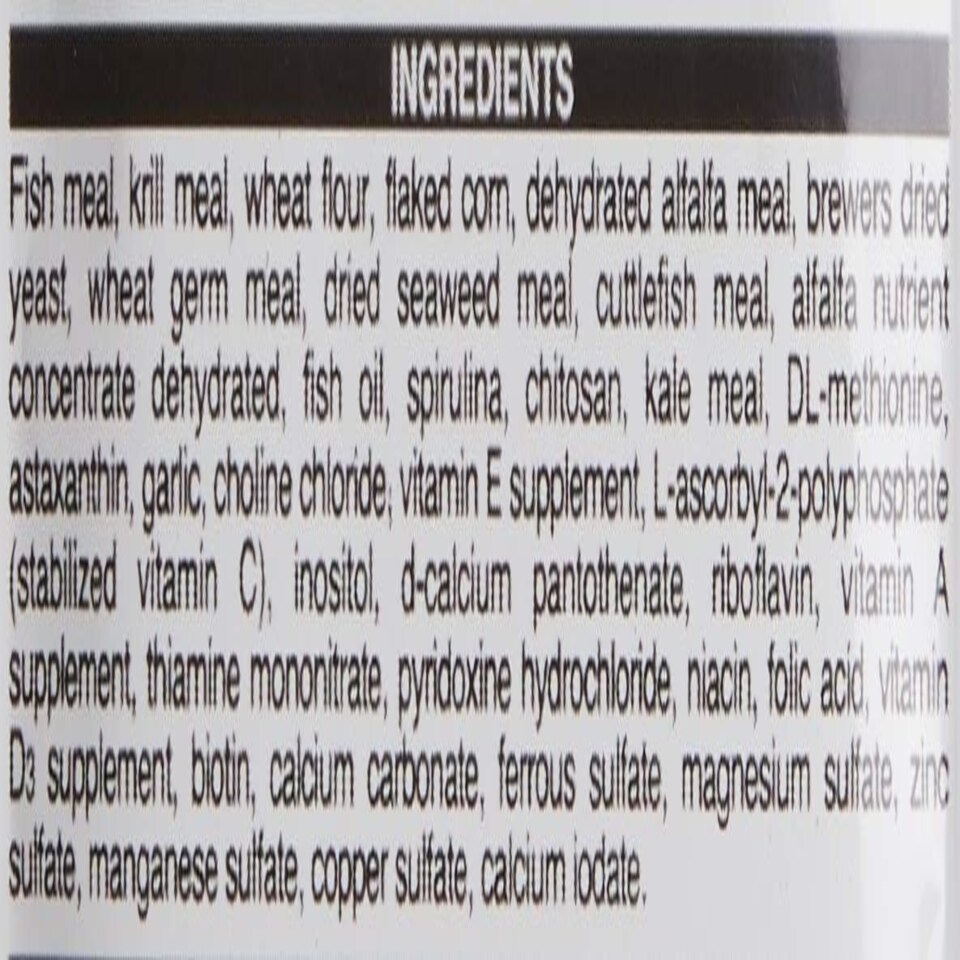 INGREDIENTS
Fish meal, krill meal, wheat flour, flaked corn, dehydrated alfalfa meal, brewers dried
yeast, wheat germ meal, dried seaweed meal, cuttlefish meal, alfalfa nutrient
concentrate dehydrated, fish oil, spirulina, chitosan, kale meal, DL-methionine,
astaxanthin, garlic, choline chloride, vitamin E supplement, L-ascorbyl-2-polyphosphate
(stabilized vitamin C), inositol, d-calcium pantothenate, riboflavin, vitamin A
supplement, thiamine mononitrate, pyridoxine hydrochloride, niacin, folic acid, vitamin
D3 supplement, biotin, calcium carbonate, ferrous sulfate, magnesium sulfate, zinc
sulfate, manganese sulfate, copper sulfate, calcium iodate.